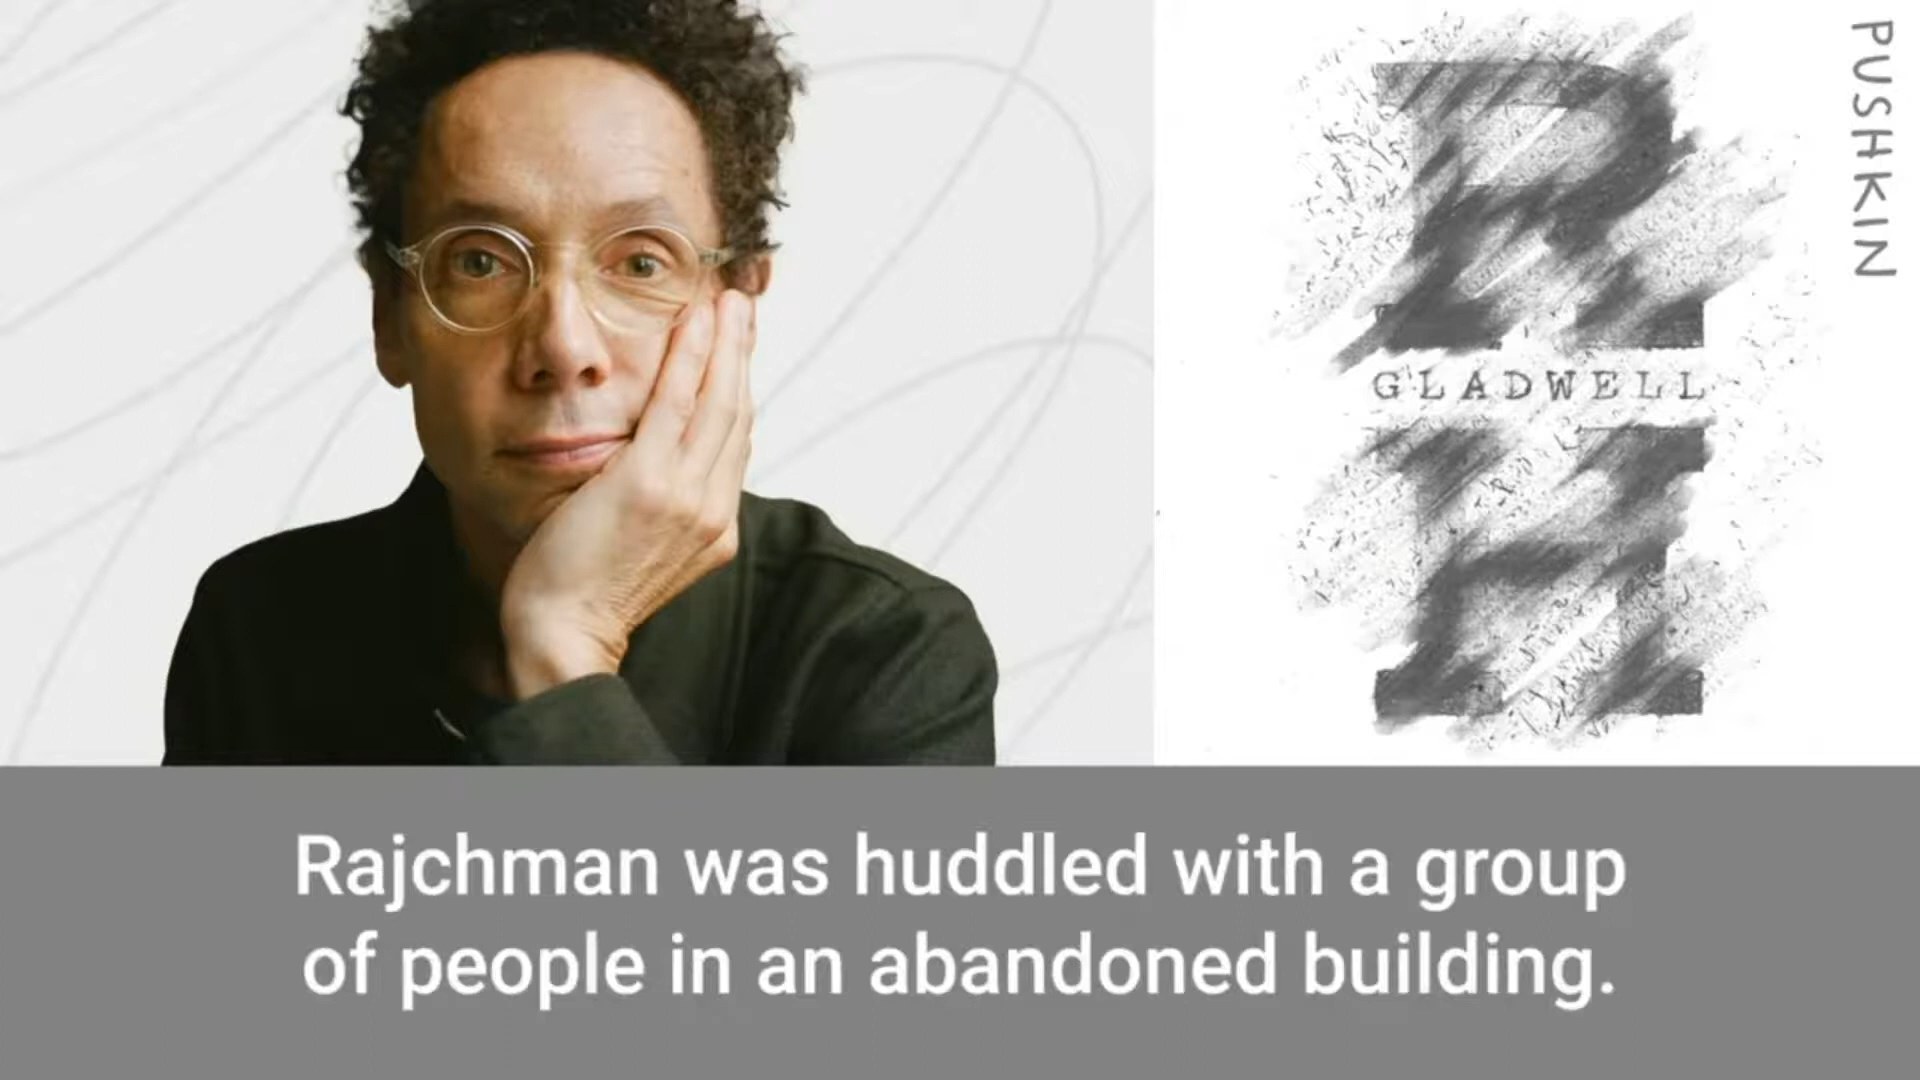 PUSHKIN
R
GLADWELL
H
Rajchman was huddled with a group
of people in an abandoned building.